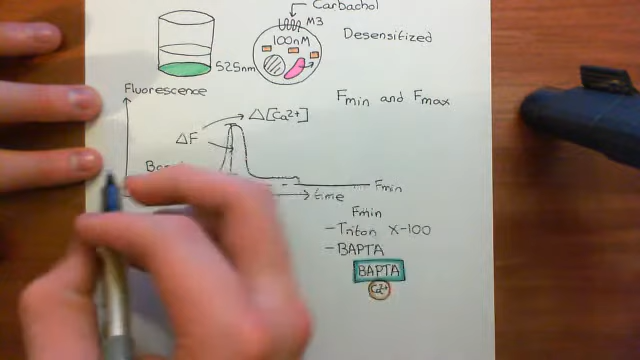 Carbachol
M3
100nM
Desensitized
525nm
Fluorescence
Fmin and Fmax
Δ[Ca2+]
ΔF
Fmin
time
Fmin
-Triton X-100
-BAPTA
BAPTA
Ca2+